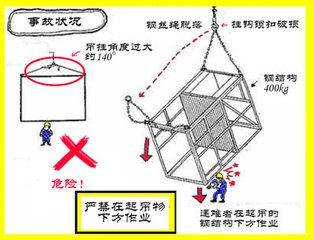 事故状况
吊挂角度过大
约140°
危险!
钢丝绳脱落
挂钩锁扣破损
钢结构
400kg
严禁在起吊物
下方作业
遇难者在起吊的
钢结构下方作业